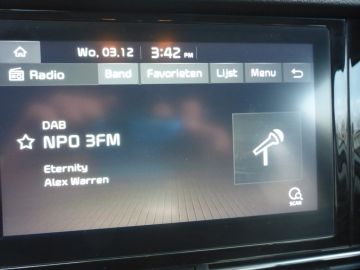 Wo, 03.12 3:42 PM
Radio Band Favorieten Lijst Menu
DAB
NPO 3FM
Eternity
Alex Warren
SCAN